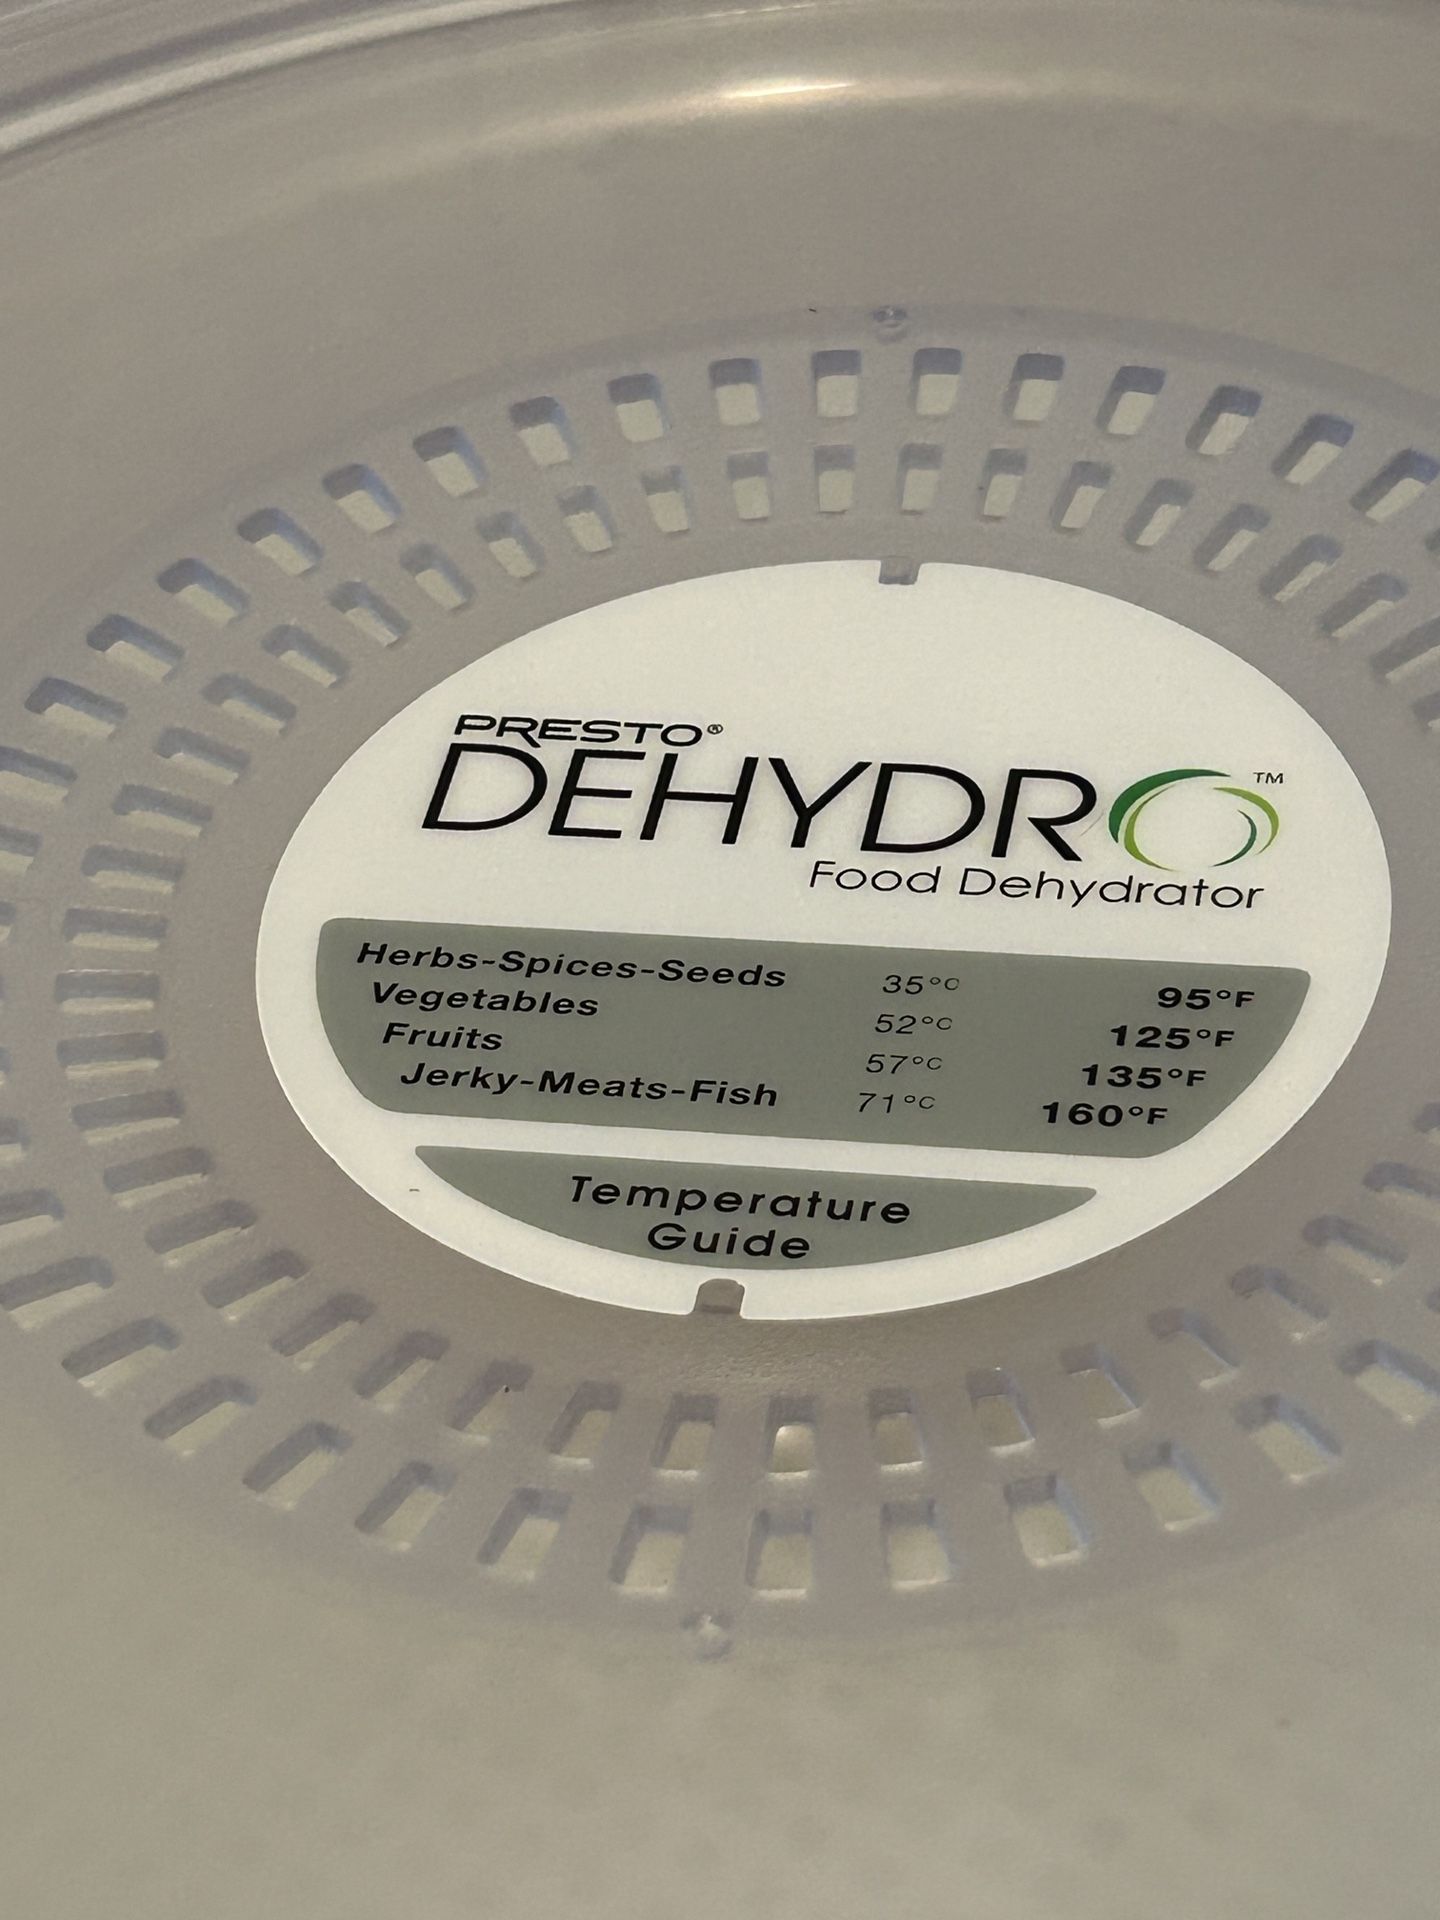 PRESTO®
DEHYDRO™
Food Dehydrator
Herbs-Spices-Seeds 35°C 95°F
Vegetables 52°C 125°F
Fruits 57°C 135°F
Jerky-Meats-Fish 71°C 160°F
Temperature
Guide